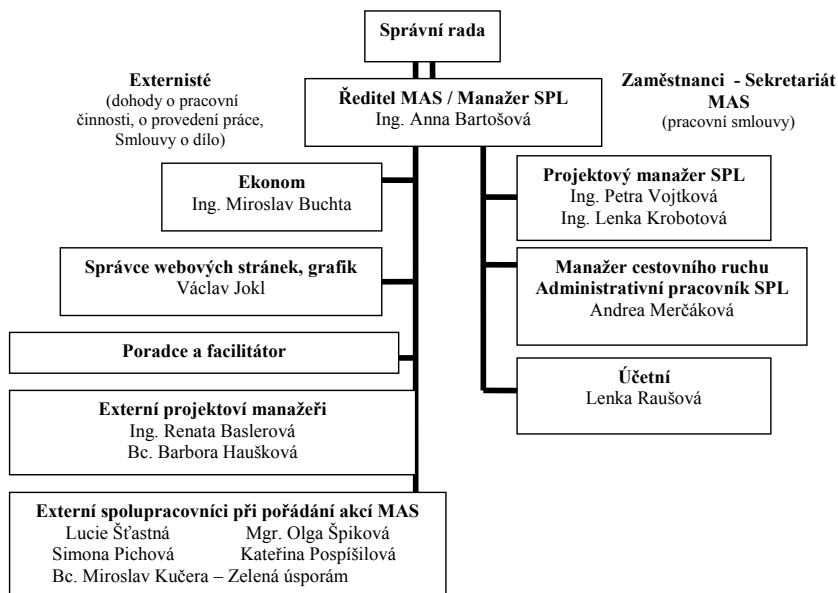 Správní rada
Externisté
(dohody o pracovní
činnosti, o provedení práce,
Smlouvy o dílo)
Ředitel MAS / Manažer SPL
Ing. Anna Bartošová
Zaměstnanci - Sekretariát
MAS
(pracovní smlouvy)
Ekonom
Ing. Miroslav Buchta
Správce webových stránek, grafik
Václav Jokl
Poradce a facilitátor
Externí projektoví manažeři
Ing. Renata Baslerová
Bc. Barbora Haušková
Externí spolupracovníci při pořádání akcí MAS
Lucie Šťastná Mgr. Olga Špiková
Simona Pichová Kateřina Pospíšilová
Bc. Miroslav Kučera – Zelená úsporám
Projektový manažer SPL
Ing. Petra Vojtková
Ing. Lenka Krobotová
Manažer cestovního ruchu
Administrativní pracovník SPL
Andrea Merčáková
Účetní
Lenka Raušová